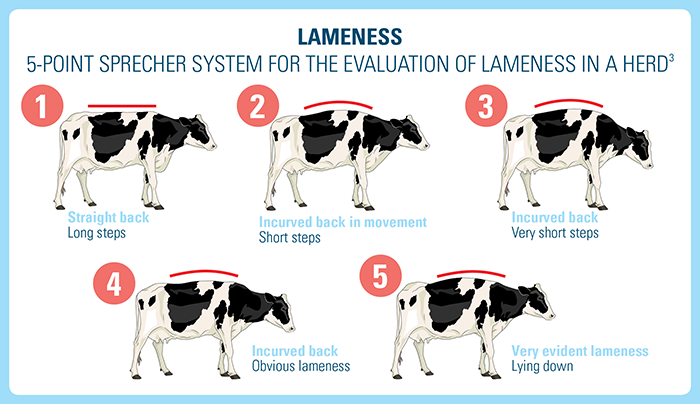 LAMENESS
5-POINT SPRECHER SYSTEM FOR THE EVALUATION OF LAMENESS IN A HERD³
1
Straight back
Long steps
2
Incurved back in movement
Short steps
3
Incurved back
Very short steps
4
Incurved back
Obvious lameness
5
Very evident lameness
Lying down